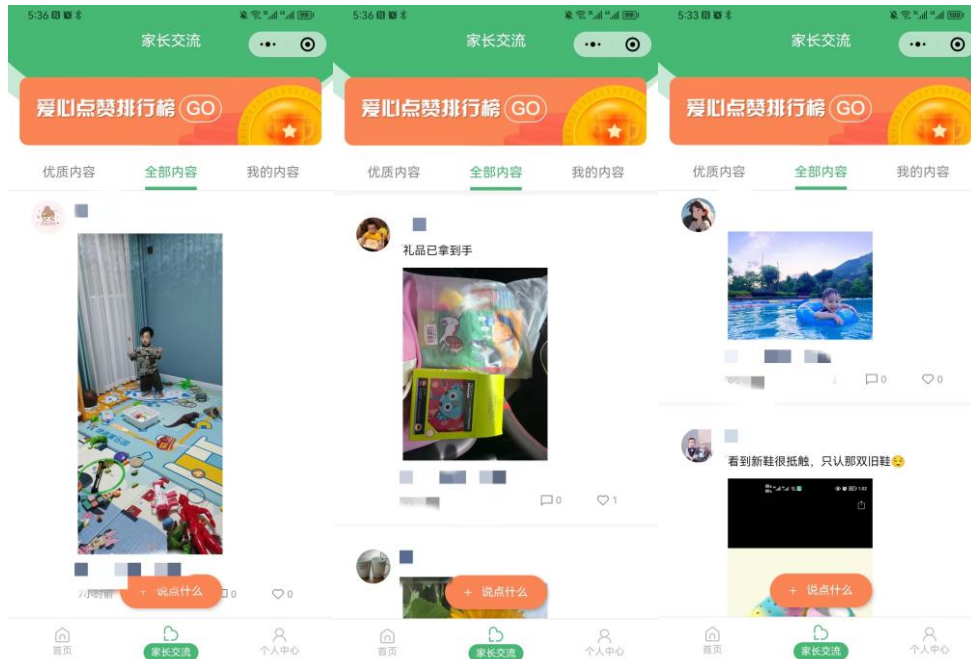 5:36
家长交流
爱心点赞排行榜 GO
优质内容
全部内容
我的内容
7小时前
0
0
+ 说点什么
首页
家长交流
个人中心
5:36
家长交流
爱心点赞排行榜 GO
优质内容
全部内容
我的内容
礼品已拿到手
0
1
+ 说点什么
首页
家长交流
个人中心
5:33
家长交流
爱心点赞排行榜 GO
优质内容
全部内容
我的内容
0
0
看到新鞋很抵触，只认那双旧鞋😌
+ 说点什么
首页
家长交流
个人中心